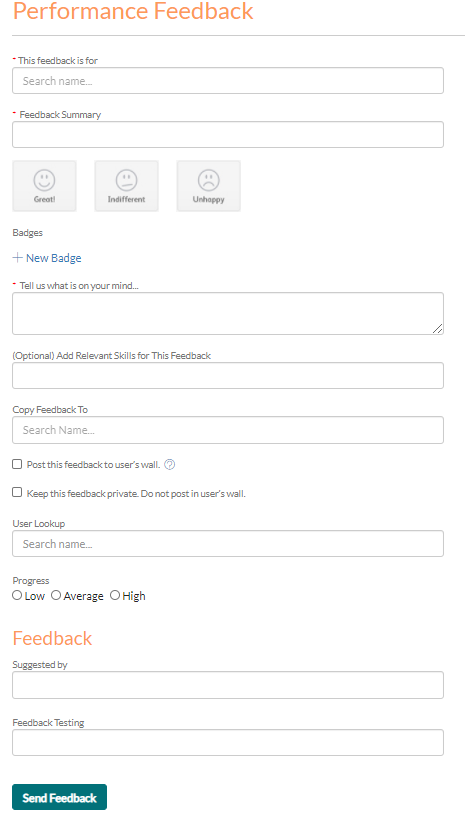 Performance Feedback
* This feedback is for
Search name...
* Feedback Summary
Great! Indifferent Unhappy
Badges
+ New Badge
* Tell us what is on your mind...
(Optional) Add Relevant Skills for This Feedback
Copy Feedback To
Search Name...
Post this feedback to user's wall. ?
Keep this feedback private. Do not post in user's wall.
User Lookup
Search name...
Progress
Low Average High
Feedback
Suggested by
Feedback Testing
Send Feedback